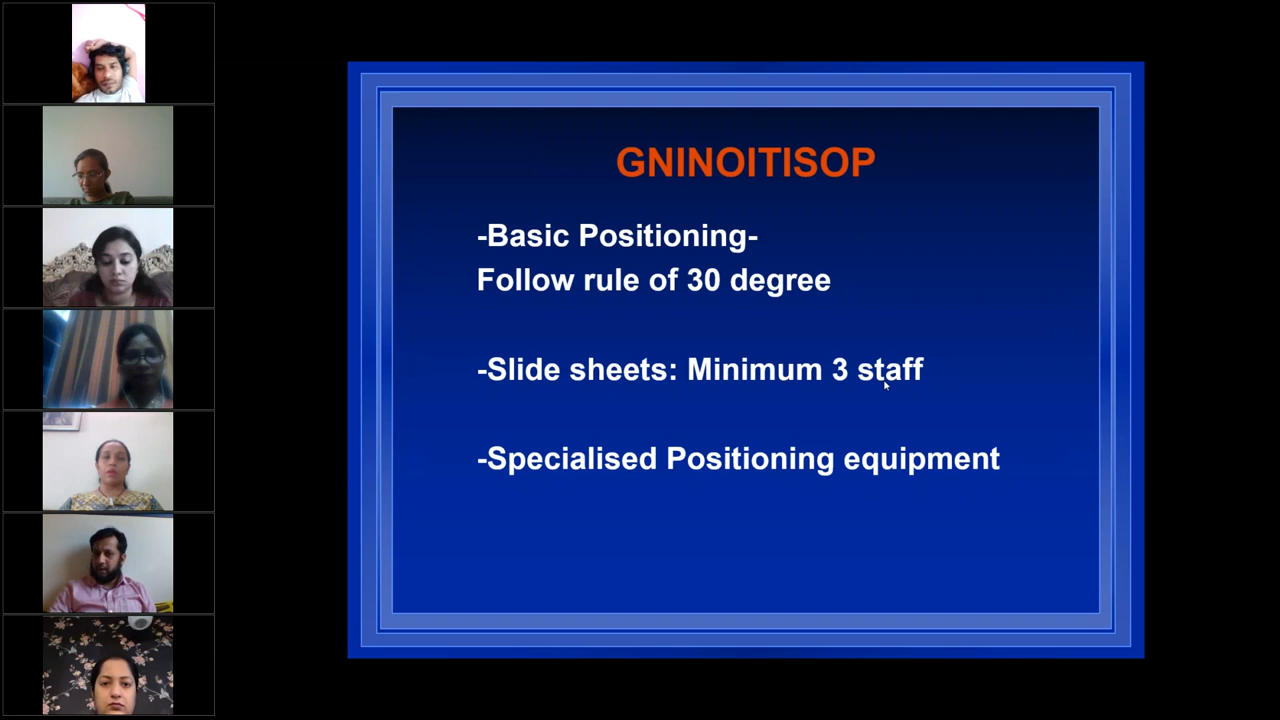 GNINOITISOP
-Basic Positioning-
Follow rule of 30 degree
-Slide sheets: Minimum 3 staff
-Specialised Positioning equipment